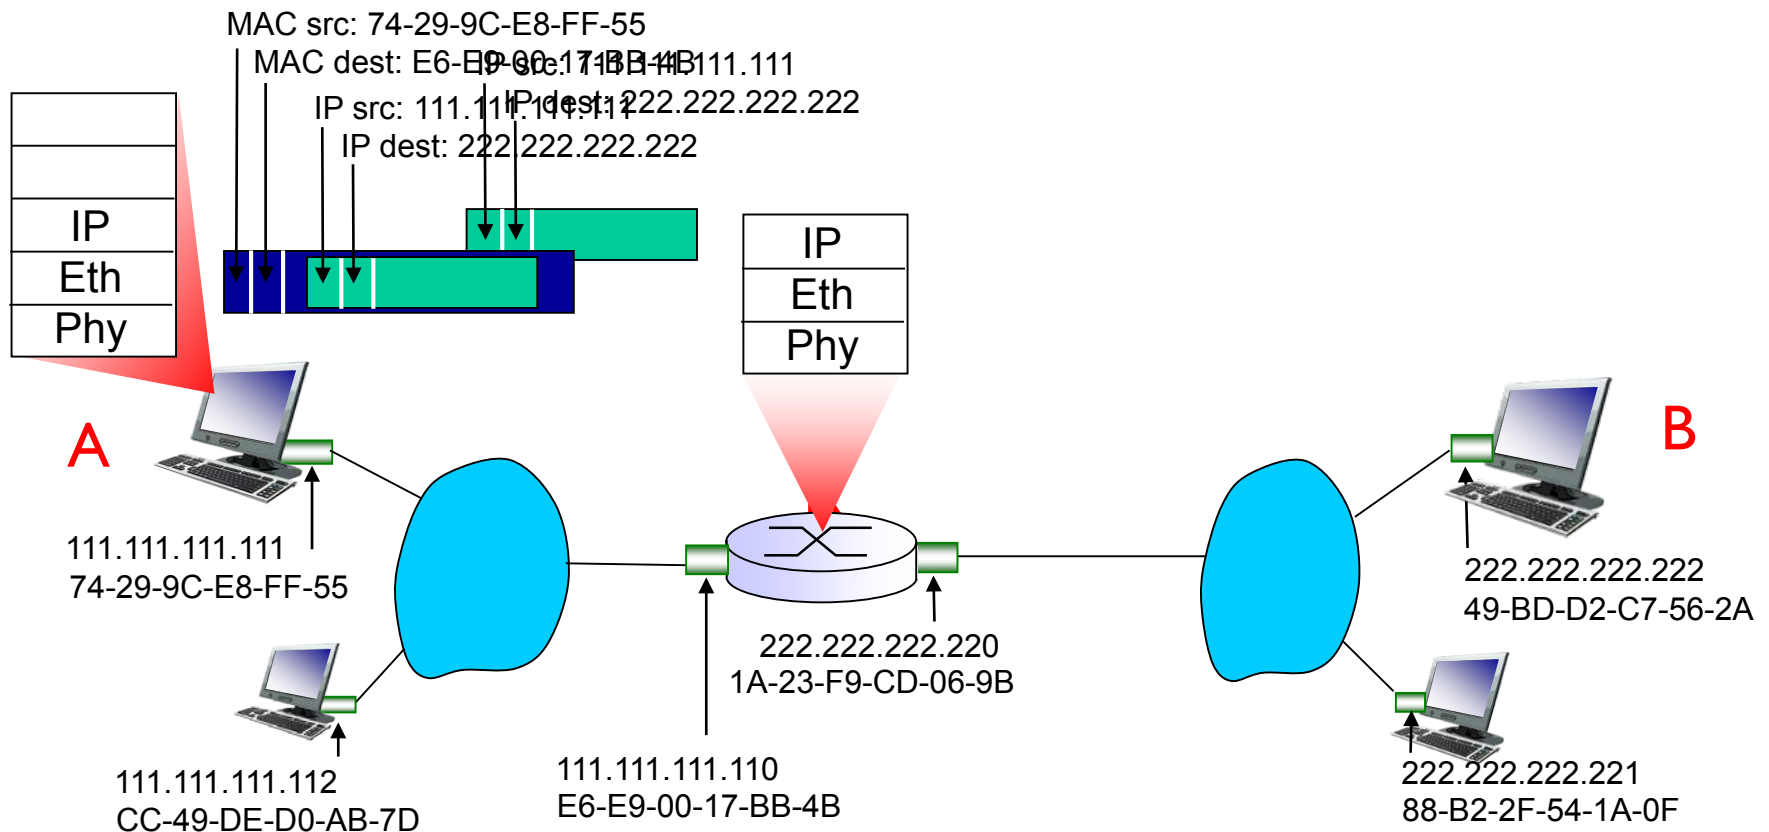 MAC src: 74-29-9C-E8-FF-55
MAC dest: E6-E9-00-17-BB-4B
IP src: 111.111.111.111
IP dest: 222.222.222.222
IP src: 111.111.111.111
IP dest: 222.222.222.222
IP
Eth
Phy
IP
Eth
Phy
A
B
111.111.111.111
74-29-9C-E8-FF-55
222.222.222.222
49-BD-D2-C7-56-2A
222.222.222.220
1A-23-F9-CD-06-9B
111.111.111.112
CC-49-DE-D0-AB-7D
111.111.111.110
E6-E9-00-17-BB-4B
222.222.222.221
88-B2-2F-54-1A-0F